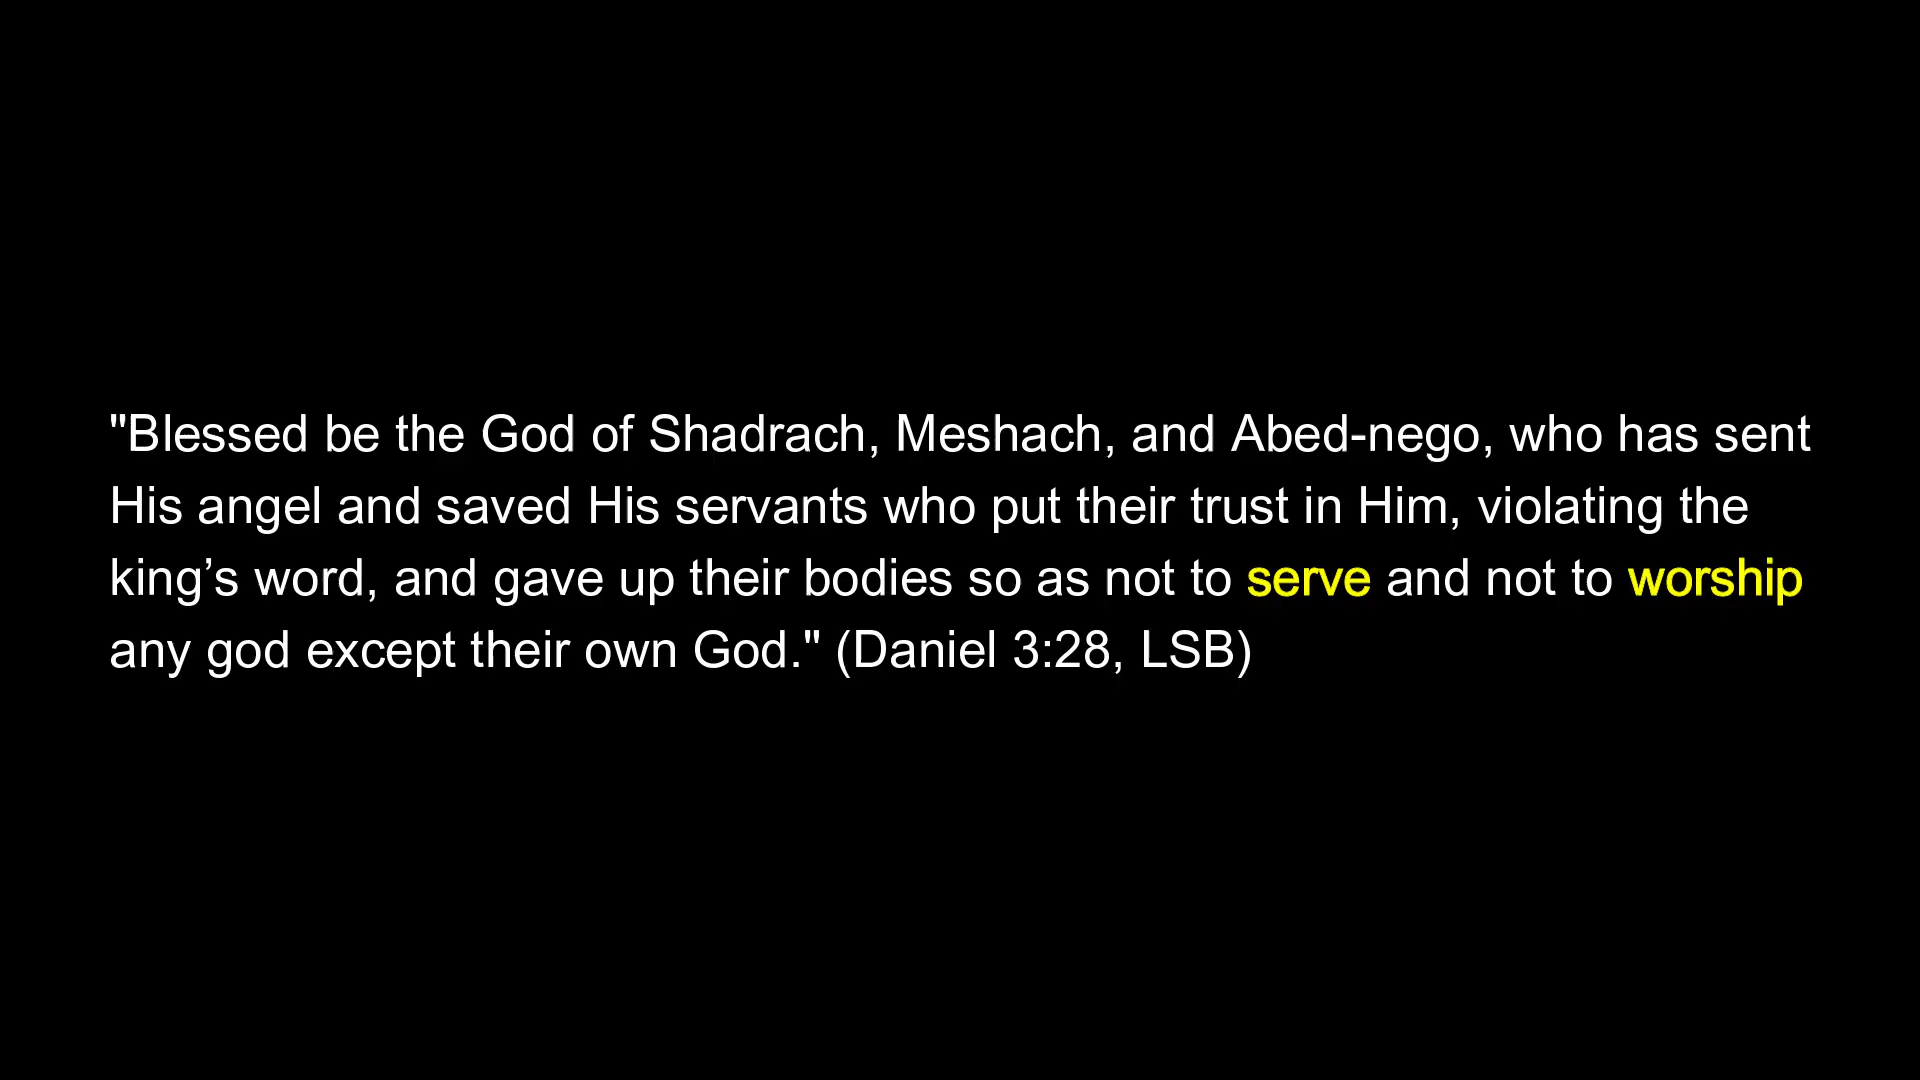 "Blessed be the God of Shadrach, Meshach, and Abed-nego, who has sent
His angel and saved His servants who put their trust in Him, violating the
king’s word, and gave up their bodies so as not to serve and not to worship
any god except their own God." (Daniel 3:28, LSB)